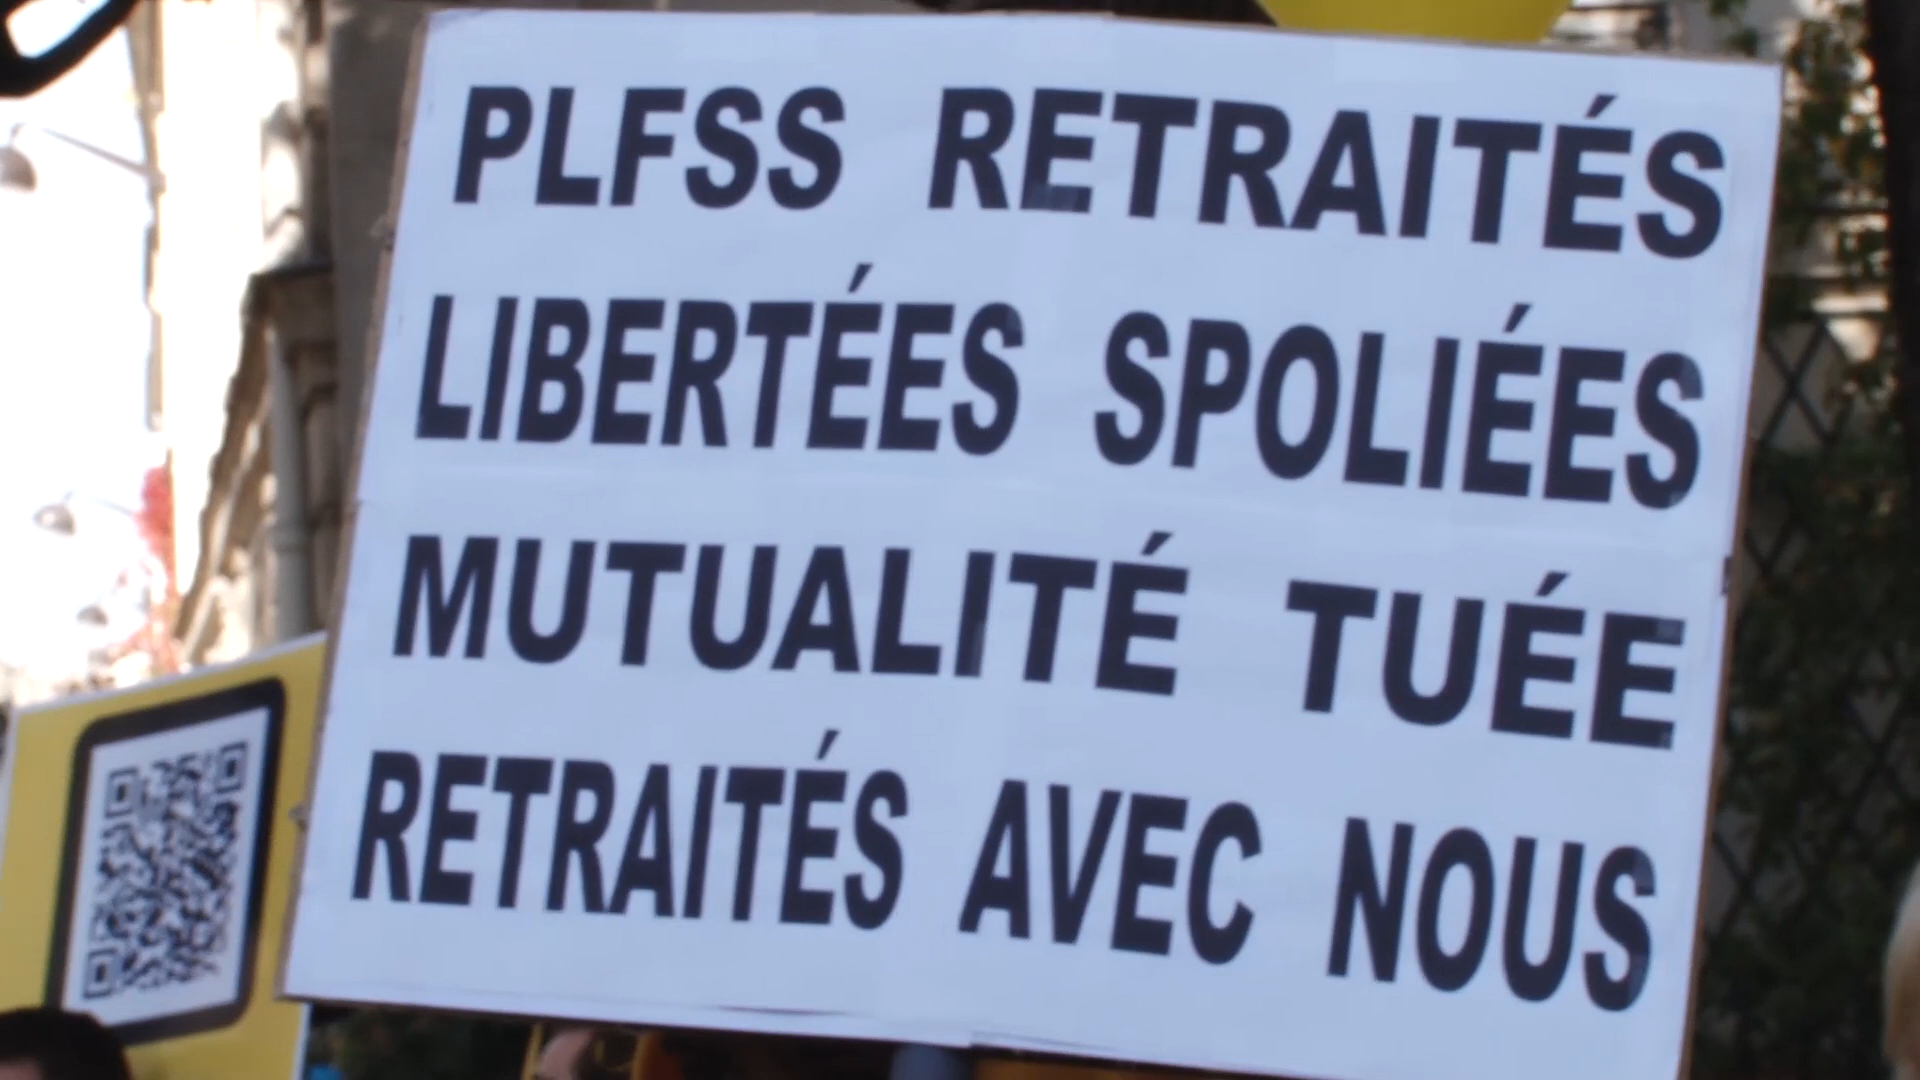 PLFSS RETRAITÉS
LIBERTÉES SPOLIÉES
MUTUALITÉ TUÉE
RETRAITÉS AVEC NOUS